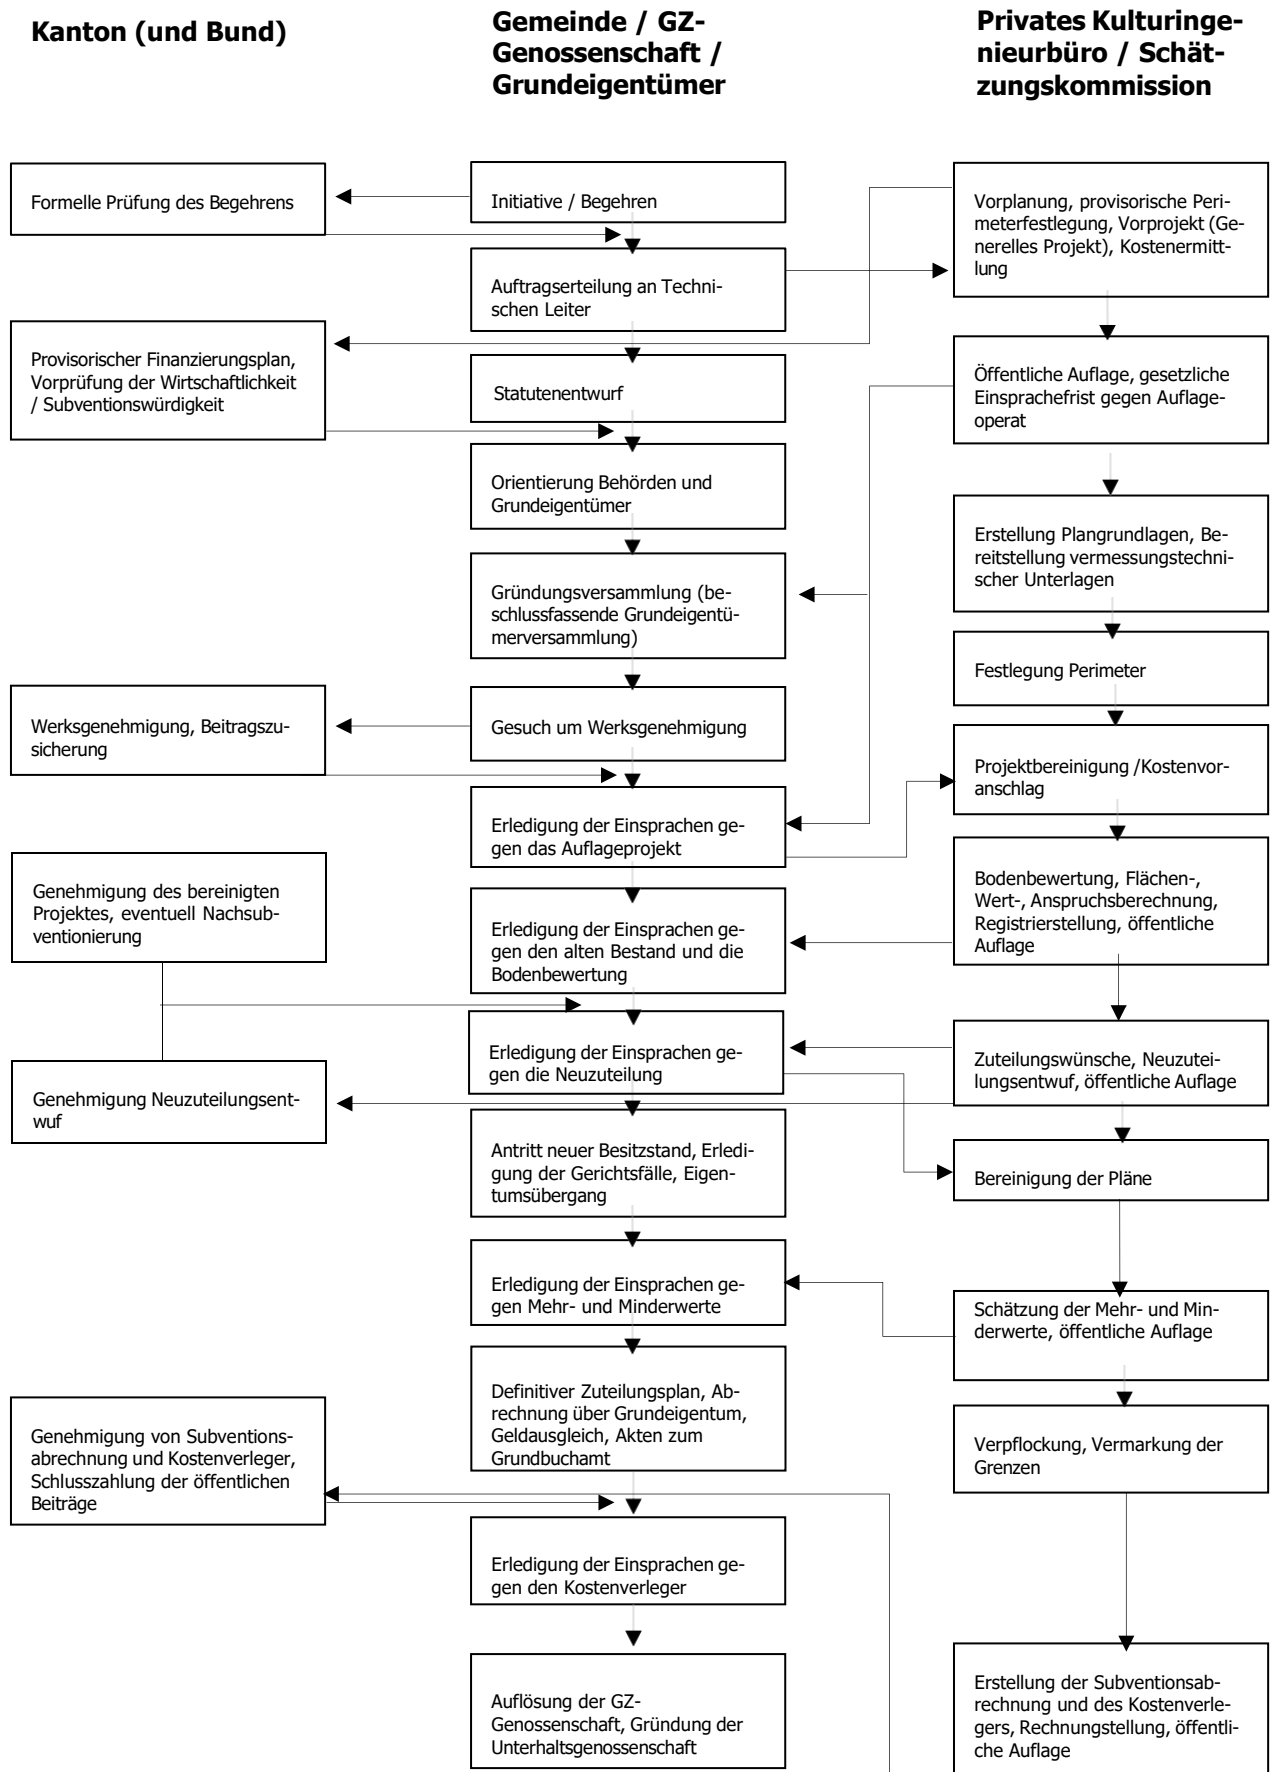 Kanton (und Bund)
Gemeinde / GZ-
Genossenschaft /
Grundeigentümer
Privates Kulturinge-
nieurbüro / Schät-
zungskommission
Formelle Prüfung des Begehrens
Initiative / Begehren
Vorplanung, provisorische Peri-
meterfestlegung, Vorprojekt (Ge-
nerelles Projekt), Kostenermitt-
lung
Auftragserteilung an Techni-
schen Leiter
Provisorischer Finanzierungsplan,
Vorprüfung der Wirtschaftlichkeit
/ Subventionswürdigkeit
Statutenentwurf
Öffentliche Auflage, gesetzliche
Einsprachefrist gegen Auflage-
operat
Orientierung Behörden und
Grundeigentümer
Erstellung Plangrundlagen, Be-
reitstellung vermessungstechni-
scher Unterlagen
Gründungsversammlung (be-
schlussfassende Grundeigentü-
merversammlung)
Festlegung Perimeter
Werksgenehmigung, Beitragszu-
sicherung
Gesuch um Werksgenehmigung
Projektbereinigung /Kostenvor-
anschlag
Erledigung der Einsprachen ge-
gen das Auflageprojekt
Genehmigung des bereinigten
Projektes, eventuell Nachsub-
ventionierung
Erledigung der Einsprachen ge-
gen den alten Bestand und die
Bodenbewertung
Bodenbewertung, Flächen-,
Wert-, Anspruchsberechnung,
Registrierstellung, öffentliche
Auflage
Erledigung der Einsprachen ge-
gen die Neuzuteilung
Zuteilungswünsche, Neuzutei-
lungsentwuf, öffentliche Auflage
Genehmigung Neuzuteilungsent-
wuf
Antritt neuer Besitzstand, Erledi-
gung der Gerichtsfälle, Eigen-
tumsübergang
Bereinigung der Pläne
Erledigung der Einsprachen ge-
gen Mehr- und Minderwerte
Schätzung der Mehr- und Min-
derwerte, öffentliche Auflage
Definitiver Zuteilungsplan, Ab-
rechnung über Grundeigentum,
Geldausgleich, Akten zum
Grundbuchamt
Genehmigung von Subventions-
abrechnung und Kostenverleger,
Schlusszahlung der öffentlichen
Beiträge
Verpflockung, Vermarkung der
Grenzen
Erledigung der Einsprachen ge-
gen den Kostenverleger
Auflösung der GZ-
Genossenschaft, Gründung der
Unterhaltsgenossenschaft
Erstellung der Subventionsab-
rechnung und des Kostenverle-
gers, Rechnungstellung, öffentli-
che Auflage